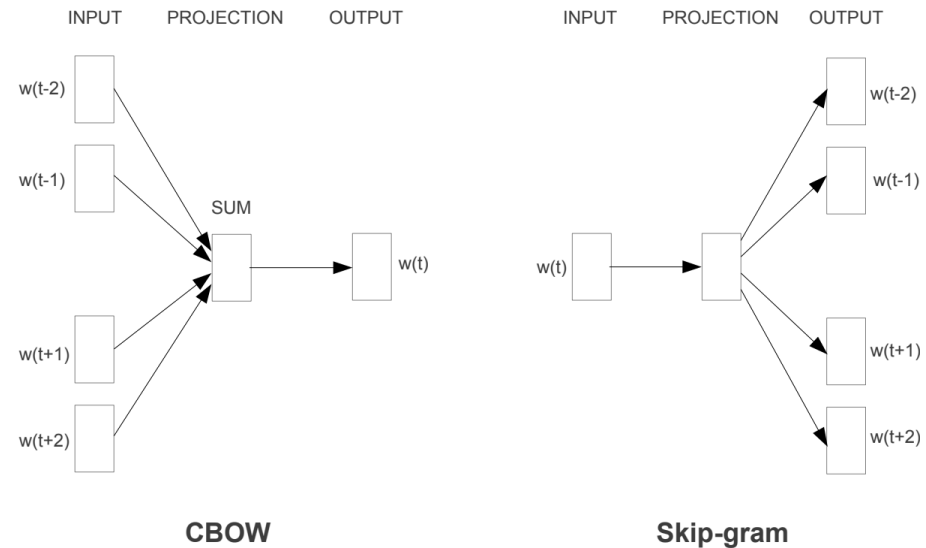 INPUT PROJECTION OUTPUT
w(t-2)
w(t-1)
SUM
w(t)
w(t+1)
w(t+2)
CBOW
INPUT PROJECTION OUTPUT
w(t-2)
w(t-1)
w(t)
w(t+1)
w(t+2)
Skip-gram